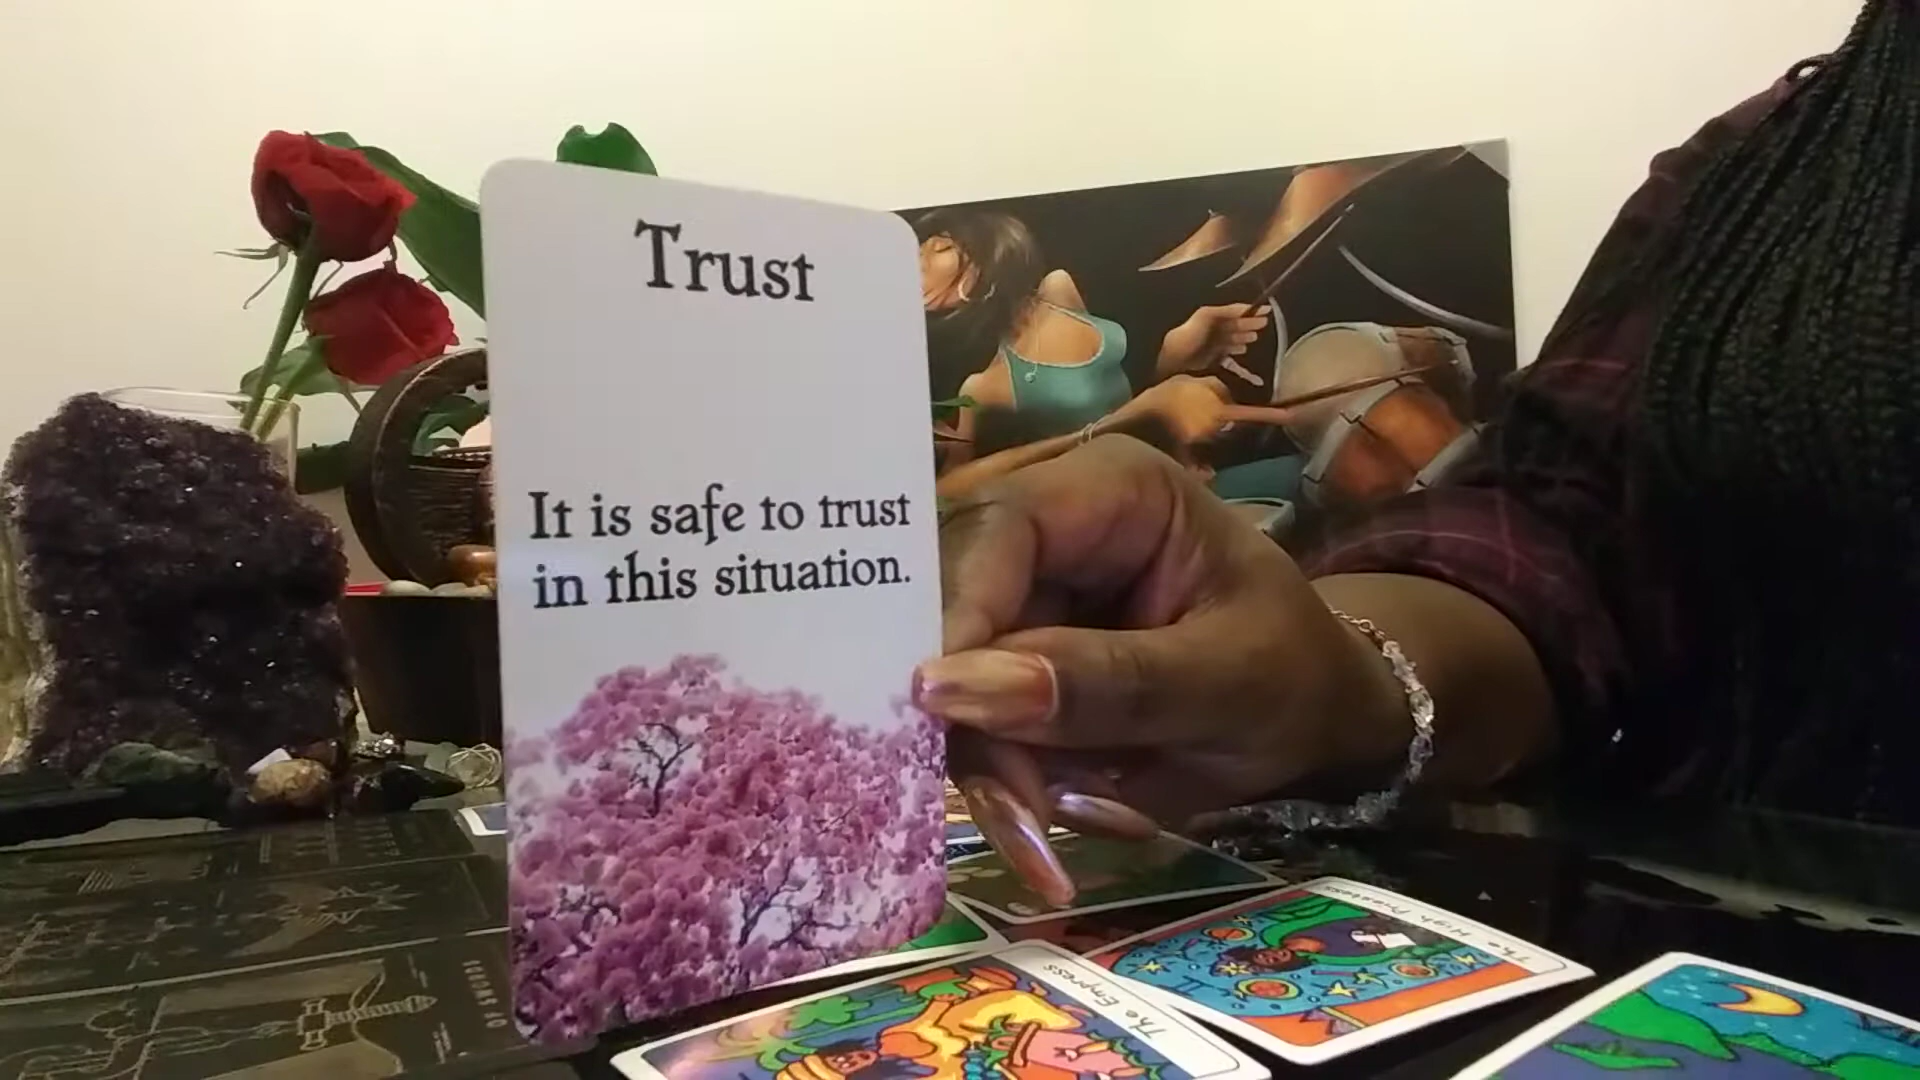 Trust
It is safe to trust
in this situation.
The High Priestess
The Empress